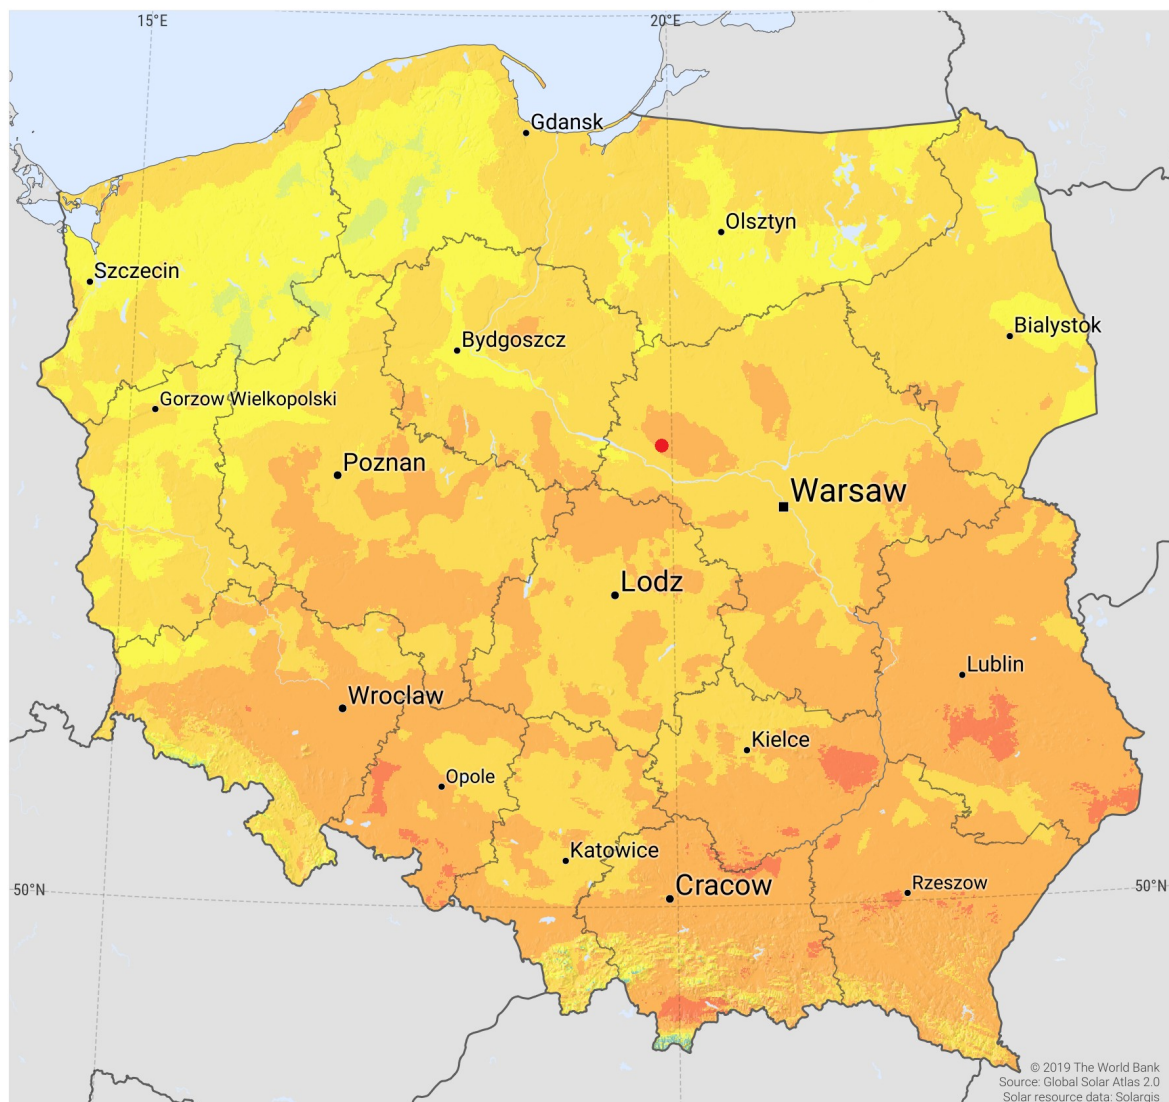 15°E
20°E
Gdansk
Olsztyn
Szczecin
Bialystok
Bydgoszcz
Gorzow Wielkopolski
Poznan
Warsaw
Lodz
Lublin
Wroclaw
Kielce
Opole
Katowice
Cracow
Rzeszow
50°N
50°N
© 2019 The World Bank
Source: Global Solar Atlas 2.0
Solar resource data: Solargis